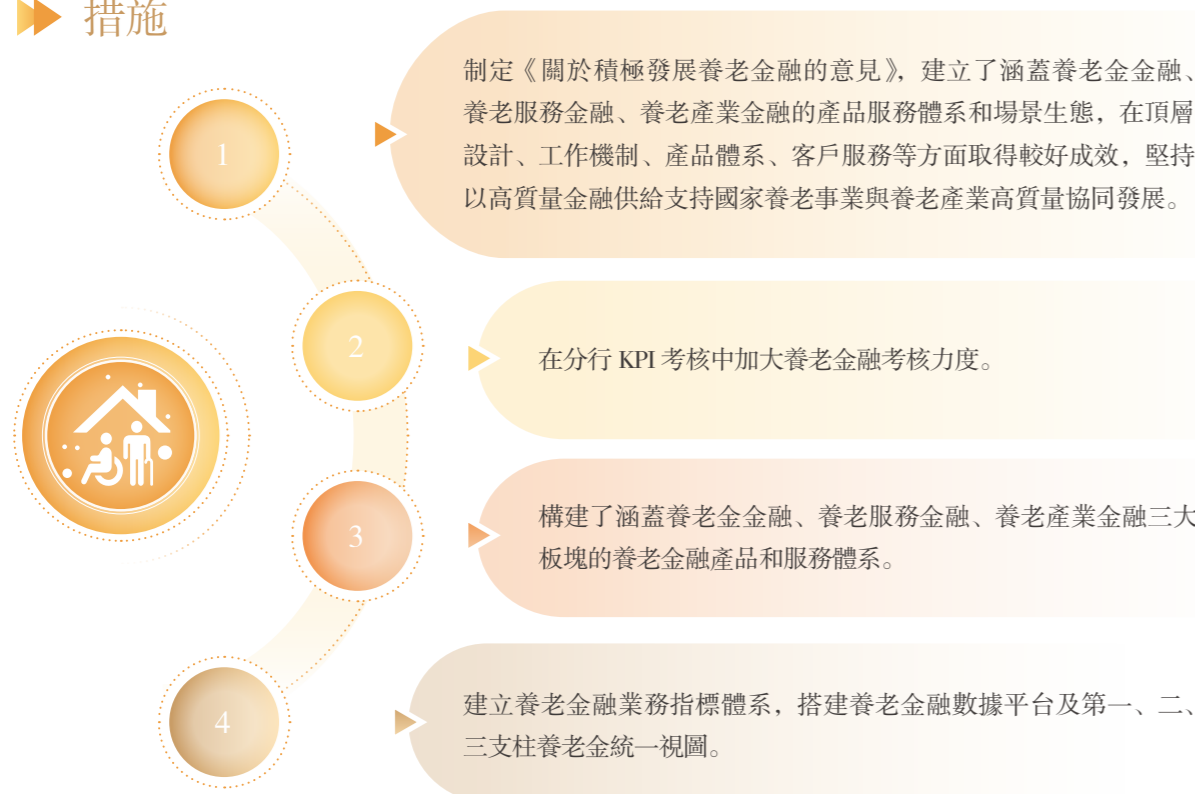 措施
1
制定《關於積極發展養老金融的意見》，建立了涵蓋養老金金融、
養老服務金融、養老產業金融的產品服務體系和場景生態，在頂層
設計、工作機制、產品體系、客戶服務等方面取得較好成效，堅持
以高質量金融供給支持國家養老事業與養老產業高質量協同發展。
2
在分行 KPI 考核中加大養老金融考核力度。
3
構建了涵蓋養老金金融、養老服務金融、養老產業金融三大
板塊的養老金融產品和服務體系。
4
建立養老金融業務指標體系，搭建養老金融數據平台及第一、二、
三支柱養老金統一視圖。